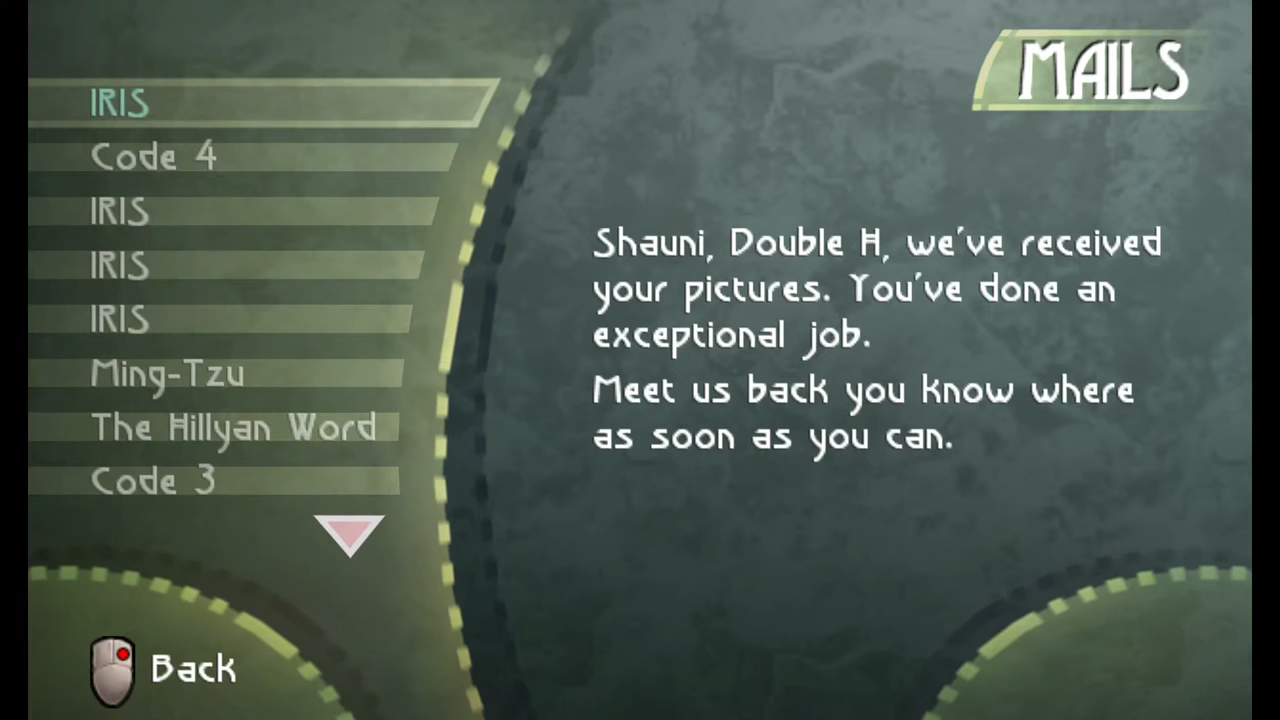 MAILS
IRIS
Code 4
IRIS
IRIS
IRIS
Ming-Tzu
The Hillyan Word
Code 3
Shauni, Double H, we've received
your pictures. You've done an
exceptional job.
Meet us back you know where
as soon as you can.
Back